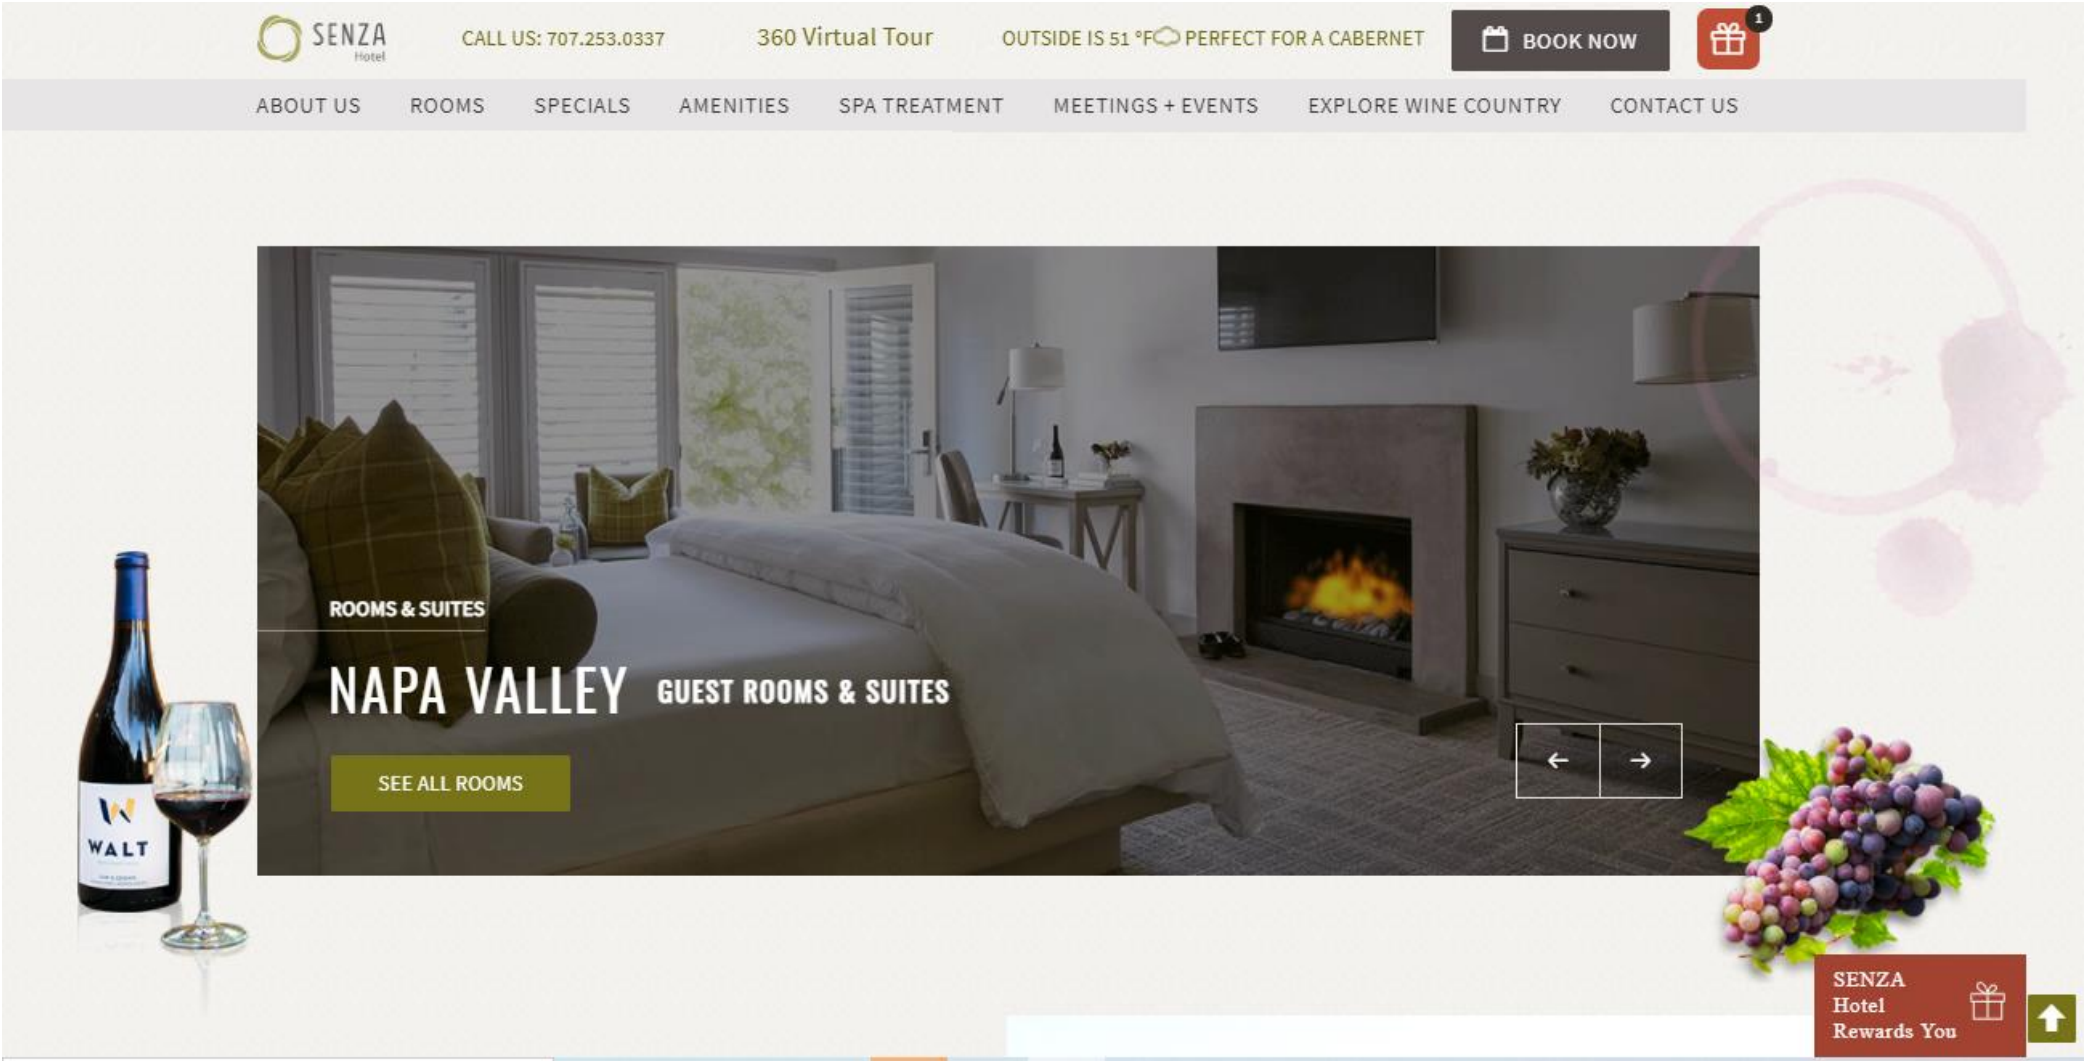 SENZA
Hotel
CALL US: 707.253.0337
360 Virtual Tour
OUTSIDE IS 51 °F PERFECT FOR A CABERNET
BOOK NOW
1
ABOUT US
ROOMS
SPECIALS
AMENITIES
SPA TREATMENT
MEETINGS + EVENTS
EXPLORE WINE COUNTRY
CONTACT US
ROOMS & SUITES
NAPA VALLEY GUEST ROOMS & SUITES
SEE ALL ROOMS
W
WALT
SENZA
Hotel
Rewards You